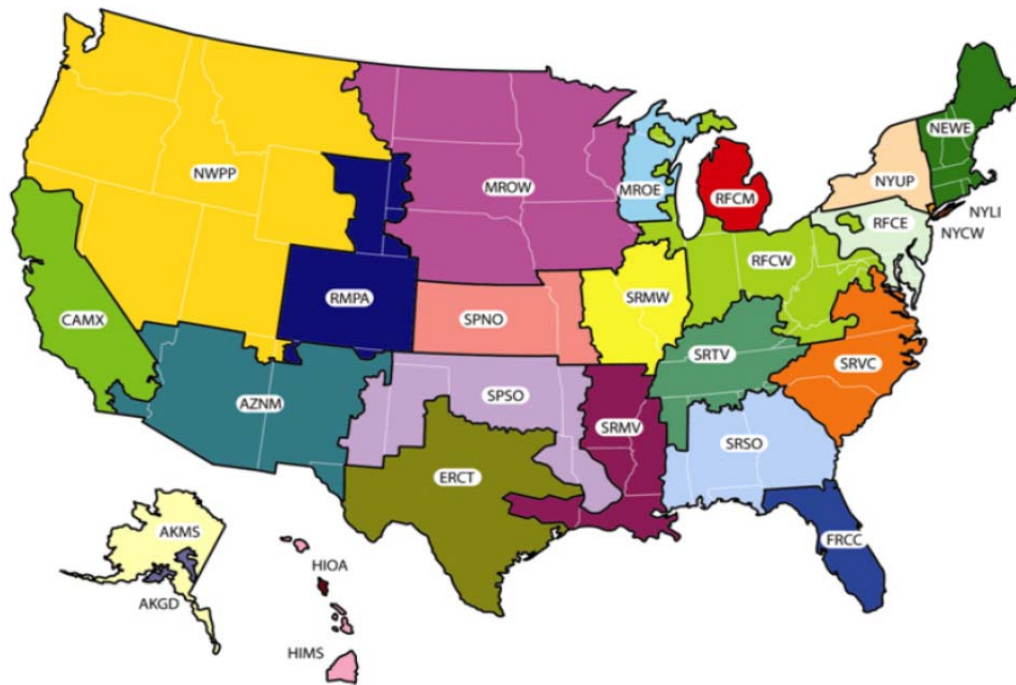 NEWE
NWPP
MROW
MROE
RFCM
NYUP
NYLI
RFCE
NYCW
RFCW
RMPA
SRMW
CAMX
SPNO
SRTV
SRVC
AZNM
SPSO
SRMV
SRSO
ERCT
AKMS
FRCC
HIOA
AKGD
HIMS